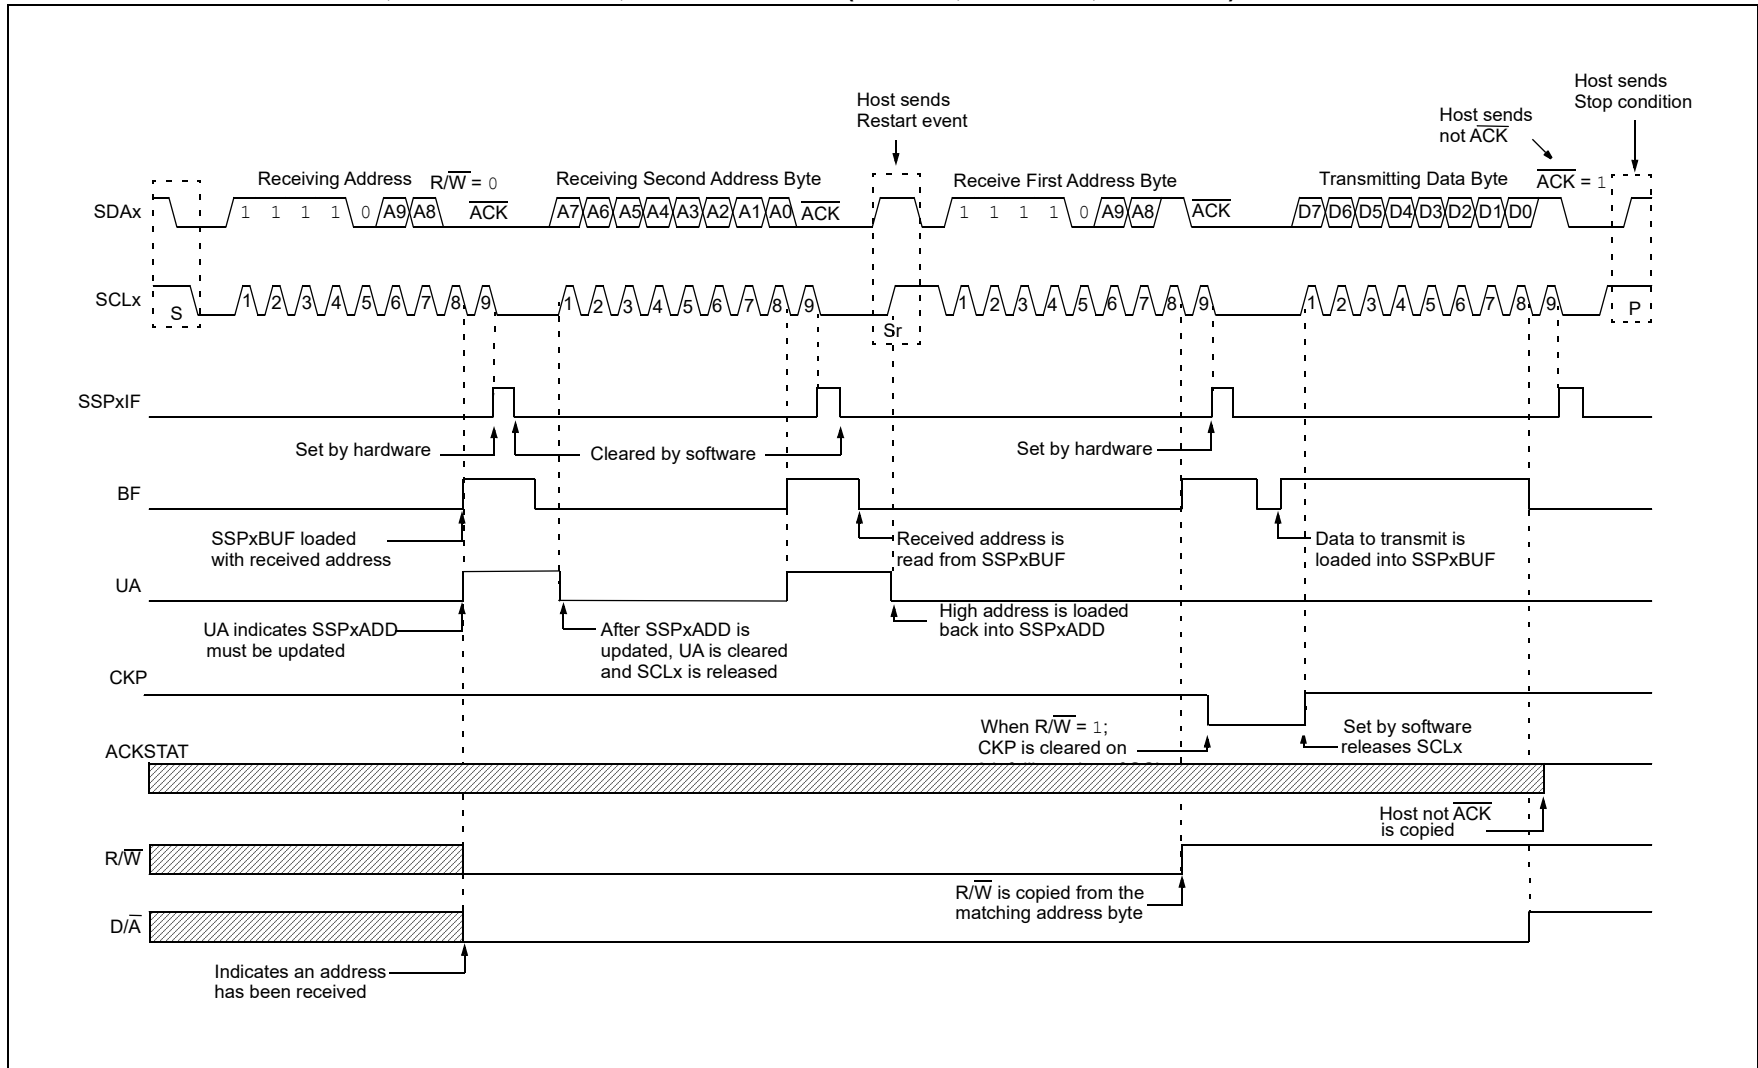 Host sends
Stop condition
Host sends
Restart event
Host sends
not ACK
Receiving Address R/W = 0
Receiving Second Address Byte
Receive First Address Byte
Transmitting Data Byte
ACK = 1
SDAx
1 1 1 1 0 A9 A8 ACK
A7 A6 A5 A4 A3 A2 A1 A0 ACK
1 1 1 1 0 A9 A8 ACK
D7 D6 D5 D4 D3 D2 D1 D0
SCLx
S
1 2 3 4 5 6 7 8 9
1 2 3 4 5 6 7 8 9
Sr
1 2 3 4 5 6 7 8 9
1 2 3 4 5 6 7 8 9
P
SSPxIF
Set by hardware
Cleared by software
Set by hardware
BF
SSPxBUF loaded
with received address
Received address is
read from SSPxBUF
Data to transmit is
loaded into SSPxBUF
UA
UA indicates SSPxADD
must be updated
After SSPxADD is
updated, UA is cleared
and SCLx is released
High address is loaded
back into SSPxADD
CKP
When R/W = 1;
CKP is cleared on
Set by software
releases SCLx
ACKSTAT
Host not ACK
is copied
R/W
R/W is copied from the
matching address byte
D/A
Indicates an address
has been received